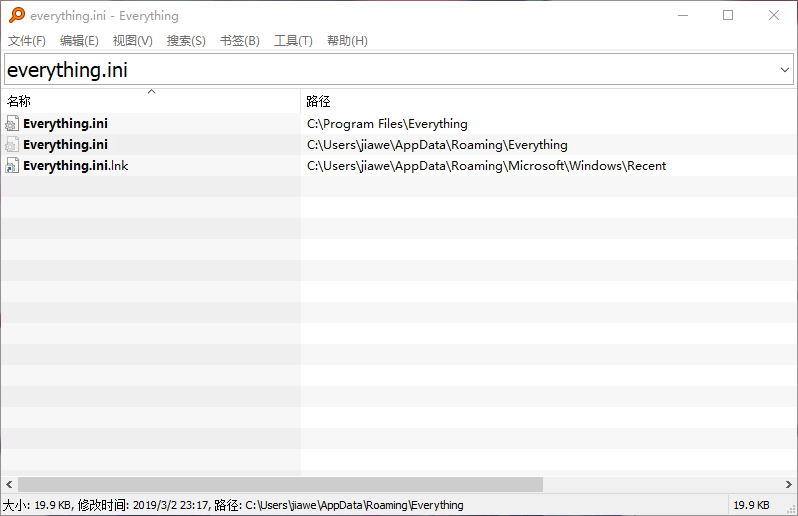 everything.ini - Everything
文件(F) 编辑(E) 视图(V) 搜索(S) 书签(B) 工具(T) 帮助(H)
everything.ini
名称 路径
Everything.ini C:\Program Files\Everything
Everything.ini C:\Users\jiawe\AppData\Roaming\Everything
Everything.ini.lnk C:\Users\jiawe\AppData\Roaming\Microsoft\Windows\Recent
大小: 19.9 KB, 修改时间: 2019/3/2 23:17, 路径: C:\Users\jiawe\AppData\Roaming\Everything 19.9 KB